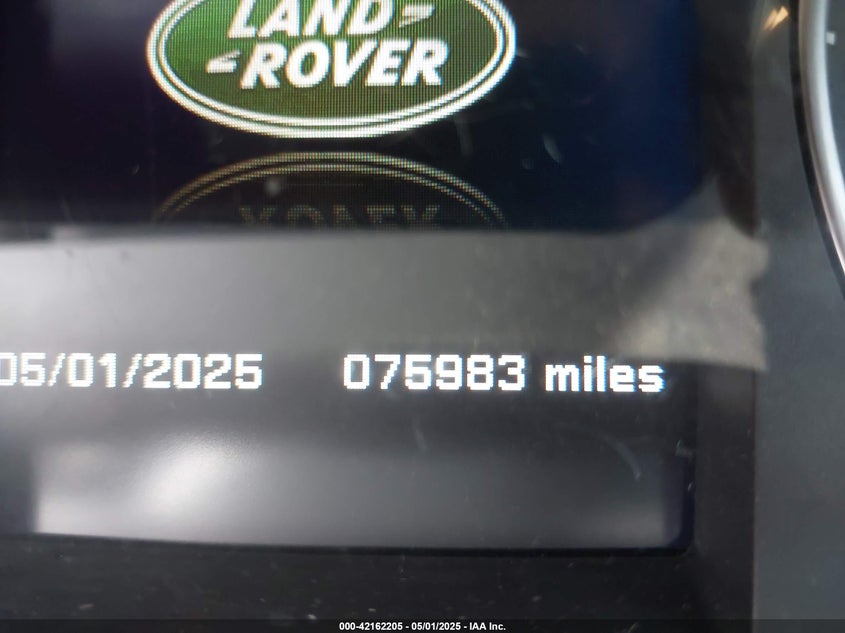 LAND
ROVER
05/01/2025 075983 miles
000-42162205 - 05/01/2025 - IAA Inc.